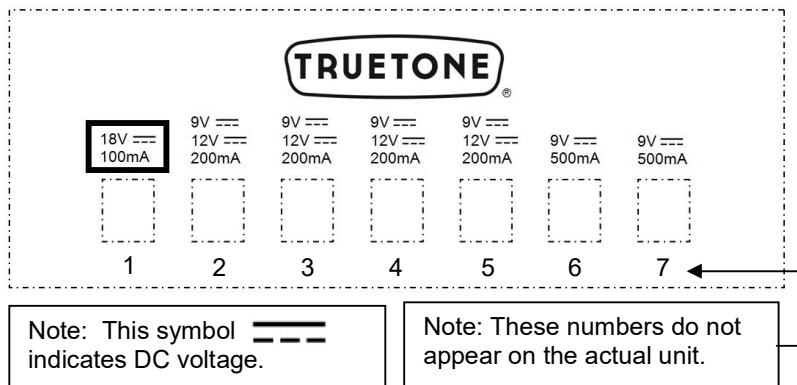 TRUETONE
®
18V
100mA
9V
12V
200mA
9V
12V
200mA
9V
12V
200mA
9V
12V
200mA
9V
500mA
9V
500mA
1 2 3 4 5 6 7
Note: This symbol
indicates DC voltage.
Note: These numbers do not
appear on the actual unit.